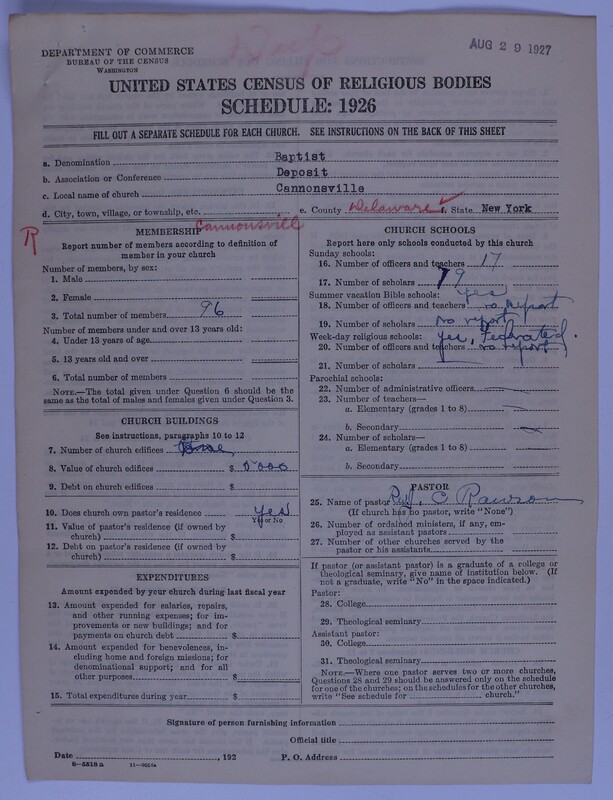 DEPARTMENT OF COMMERCE
BUREAU OF THE CENSUS
WASHINGTON
AUG 29 1927
UNITED STATES CENSUS OF RELIGIOUS BODIES
SCHEDULE: 1926
FILL OUT A SEPARATE SCHEDULE FOR EACH CHURCH. SEE INSTRUCTIONS ON THE BACK OF THIS SHEET
a. Denomination Baptist
b. Association or Conference Deposit
c. Local name of church Cannonsville
d. City, town, village, or township, etc. Cannonsvill e. County Delaware f. State New York
R
MEMBERSHIP
Report number of members according to definition of
member in your church
Number of members, by sex:
1. Male
2. Female
3. Total number of members 96
Number of members under and over 13 years old:
4. Under 13 years of age
5. 13 years old and over
6. Total number of members
NOTE.—The total given under Question 6 should be the
same as the total of males and females given under Question 3.
CHURCH BUILDINGS
See instructions, paragraphs 10 to 12
7. Number of church edifices
8. Value of church edifices $
9. Debt on church edifices $
10. Does church own pastor's residence yes
Yes or No
11. Value of pastor's residence (if owned by
church) $
12. Debt on pastor's residence (if owned by
church) $
EXPENDITURES
Amount expended by your church during last fiscal year
13. Amount expended for salaries, repairs,
and other running expenses; for im-
provements or new buildings; and for
payments on church debt $
14. Amount expended for benevolences, in-
cluding home and foreign missions; for
denominational support; and for all
other purposes $
15. Total expenditures during year $
CHURCH SCHOOLS
Report here only schools conducted by this church
Sunday schools:
16. Number of officers and teachers 17
17. Number of scholars 79
Summer vacation Bible schools: yes
18. Number of officers and teachers no report
19. Number of scholars no report
Week-day religious schools: yes, Federated.
20. Number of officers and teachers no report
21. Number of scholars
Parochial schools:
22. Number of administrative officers
23. Number of teachers—
a. Elementary (grades 1 to 8)
b. Secondary
24. Number of scholars—
a. Elementary (grades 1 to 8)
b. Secondary
PASTOR
25. Name of pastor C Rawson
(If church has no pastor, write "None")
26. Number of ordained ministers, if any, em-
ployed as assistant pastors
27. Number of other churches served by the
pastor or his assistants
If pastor (or assistant pastor) is a graduate of a college or
theological seminary, give name of institution below. (If
not a graduate, write "No" in the space indicated.)
Pastor:
28. College
29. Theological seminary
Assistant pastor:
30. College
31. Theological seminary
NOTE.—Where one pastor serves two or more churches,
Questions 28 and 29 should be answered only on the schedule
for one of the churches; on the schedules for the other churches,
write "See schedule for church."
Signature of person furnishing information
Official title
Date , 192 P. O. Address